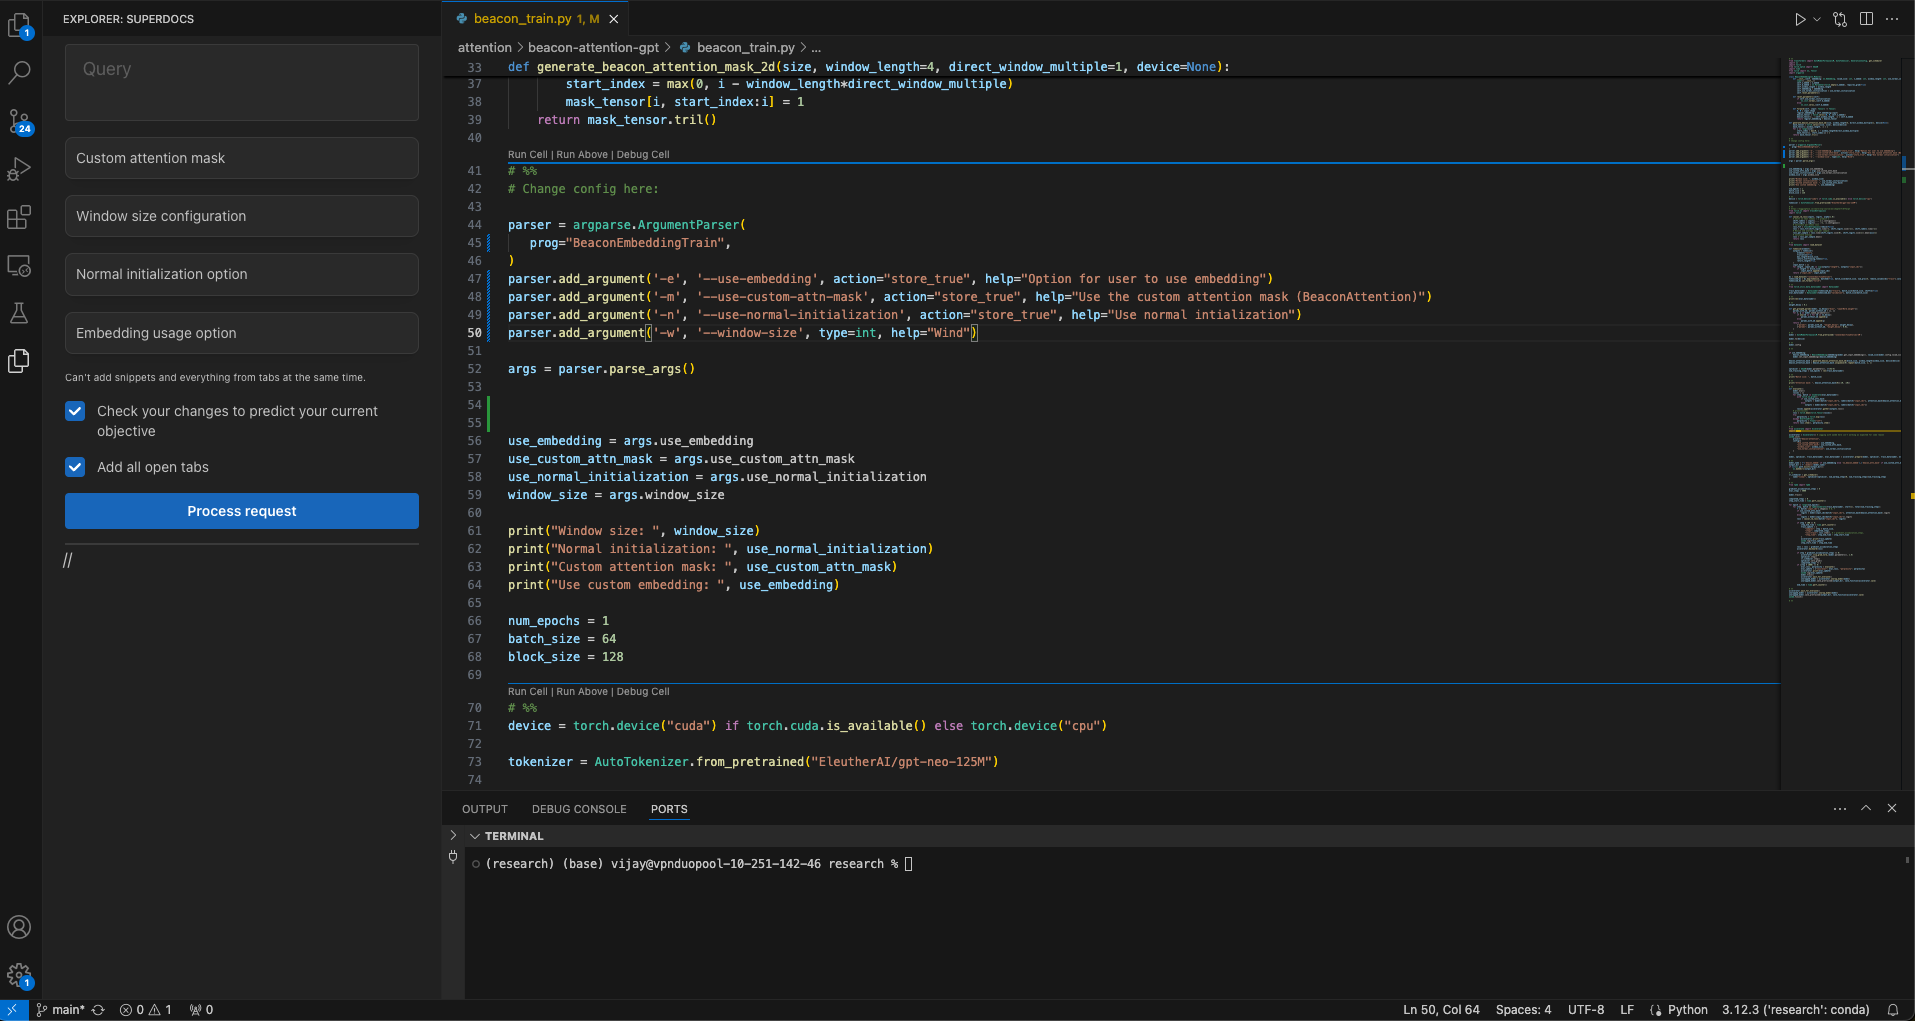 EXPLORER: SUPERDOCS
1
24
1
Query
Custom attention mask
Window size configuration
Normal initialization option
Embedding usage option
Can't add snippets and everything from tabs at the same time.
Check your changes to predict your current
objective
Add all open tabs
Process request
//
beacon_train.py 1, M
attention > beacon-attention-gpt > beacon_train.py > ...
33 def generate_beacon_attention_mask_2d(size, window_length=4, direct_window_multiple=1, device=None):
37         start_index = max(0, i - window_length*direct_window_multiple)
38         mask_tensor[i, start_index:i] = 1
39     return mask_tensor.tril()
40
Run Cell | Run Above | Debug Cell
41 # %%
42 # Change config here:
43
44 parser = argparse.ArgumentParser(
45    prog="BeaconEmbeddingTrain",
46 )
47 parser.add_argument('-e', '--use-embedding', action="store_true", help="Option for user to use embedding")
48 parser.add_argument('-m', '--use-custom-attn-mask', action="store_true", help="Use the custom attention mask (BeaconAttention)")
49 parser.add_argument('-n', '--use-normal-initialization', action="store_true", help="Use normal intialization")
50 parser.add_argument('-w', '--window-size', type=int, help="Wind")
51
52 args = parser.parse_args()
53
54
55
56 use_embedding = args.use_embedding
57 use_custom_attn_mask = args.use_custom_attn_mask
58 use_normal_initialization = args.use_normal_initialization
59 window_size = args.window_size
60
61 print("Window size: ", window_size)
62 print("Normal initialization: ", use_normal_initialization)
63 print("Custom attention mask: ", use_custom_attn_mask)
64 print("Use custom embedding: ", use_embedding)
65
66 num_epochs = 1
67 batch_size = 64
68 block_size = 128
69
Run Cell | Run Above | Debug Cell
70 # %%
71 device = torch.device("cuda") if torch.cuda.is_available() else torch.device("cpu")
72
73 tokenizer = AutoTokenizer.from_pretrained("EleutherAI/gpt-neo-125M")
74
OUTPUT DEBUG CONSOLE PORTS
TERMINAL
(research) (base) vijay@vpnduopool-10-251-142-46 research %
main* 0 1 0
Ln 50, Col 64 Spaces: 4 UTF-8 LF Python 3.12.3 ('research': conda)